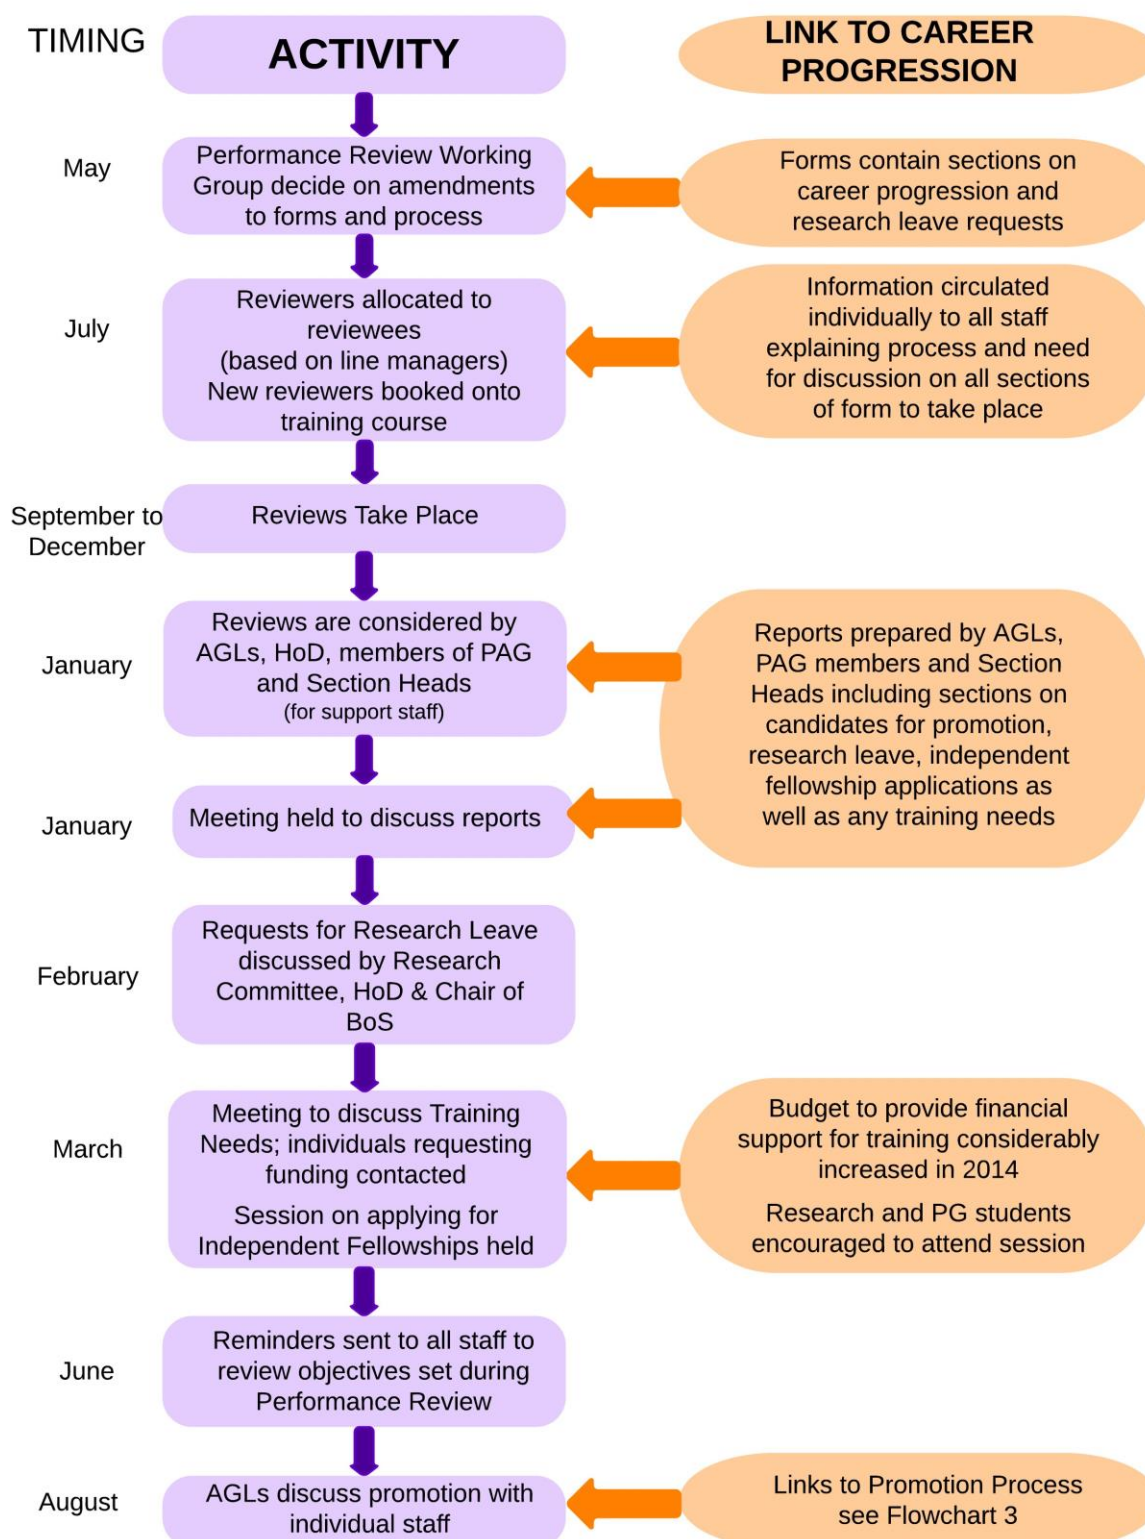 TIMING
ACTIVITY
LINK TO CAREER
PROGRESSION
May
Performance Review Working
Group decide on amendments
to forms and process
Forms contain sections on
career progression and
research leave requests
July
Reviewers allocated to
reviewees
(based on line managers)
New reviewers booked onto
training course
Information circulated
individually to all staff
explaining process and need
for discussion on all sections
of form to take place
September to
December
Reviews Take Place
January
Reviews are considered by
AGLs, HoD, members of PAG
and Section Heads
(for support staff)
Reports prepared by AGLs,
PAG members and Section
Heads including sections on
candidates for promotion,
research leave, independent
fellowship applications as
well as any training needs
January
Meeting held to discuss reports
February
Requests for Research Leave
discussed by Research
Committee, HoD & Chair of
BoS
March
Meeting to discuss Training
Needs; individuals requesting
funding contacted
Session on applying for
Independent Fellowships held
Budget to provide financial
support for training considerably
increased in 2014
Research and PG students
encouraged to attend session
June
Reminders sent to all staff to
review objectives set during
Performance Review
August
AGLs discuss promotion with
individual staff
Links to Promotion Process
see Flowchart 3